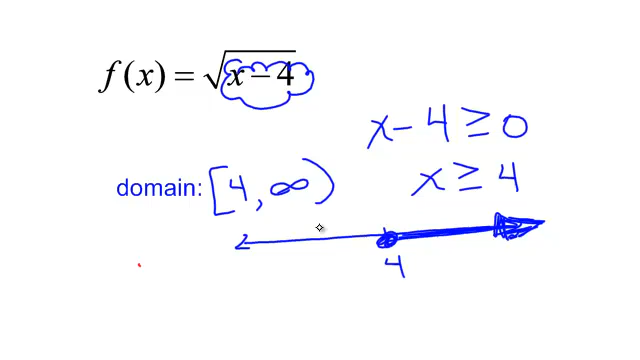 f(x) = √x − 4
x − 4 ≥ 0
domain: [4, ∞)
x ≥ 4
4